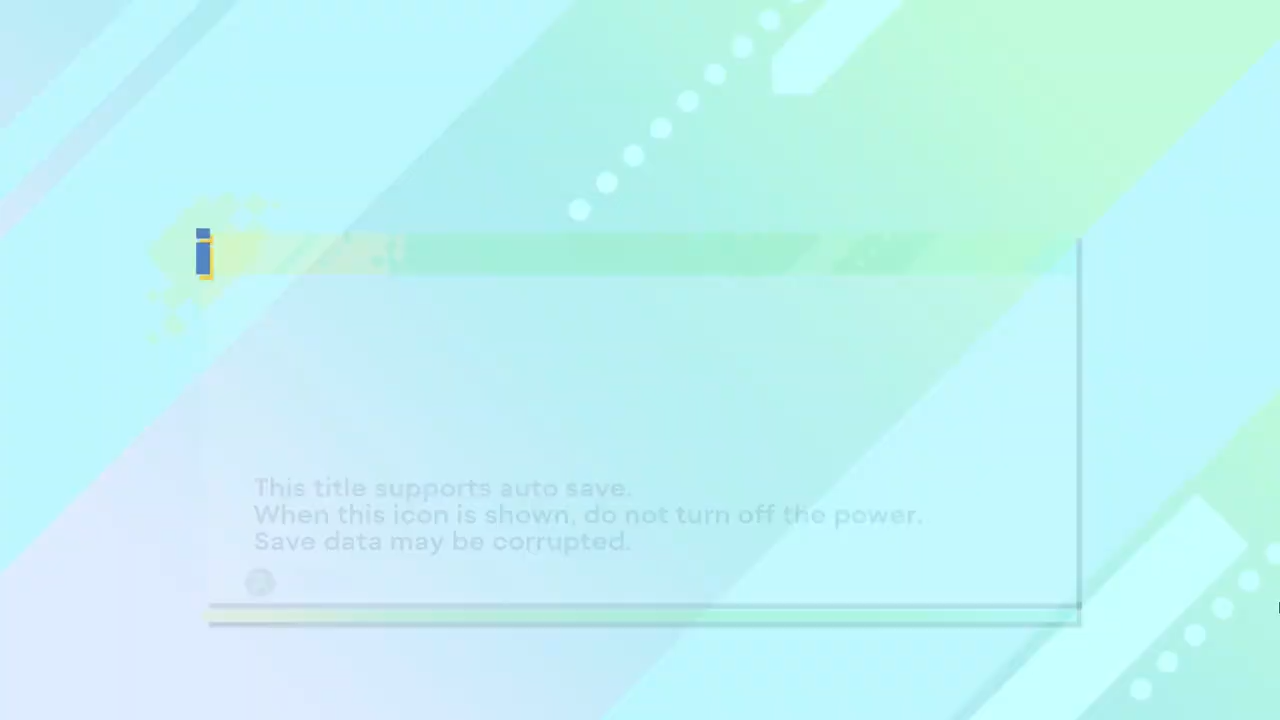 This title supports auto save.
When this icon is shown, do not turn off the power.
Save data may be corrupted.